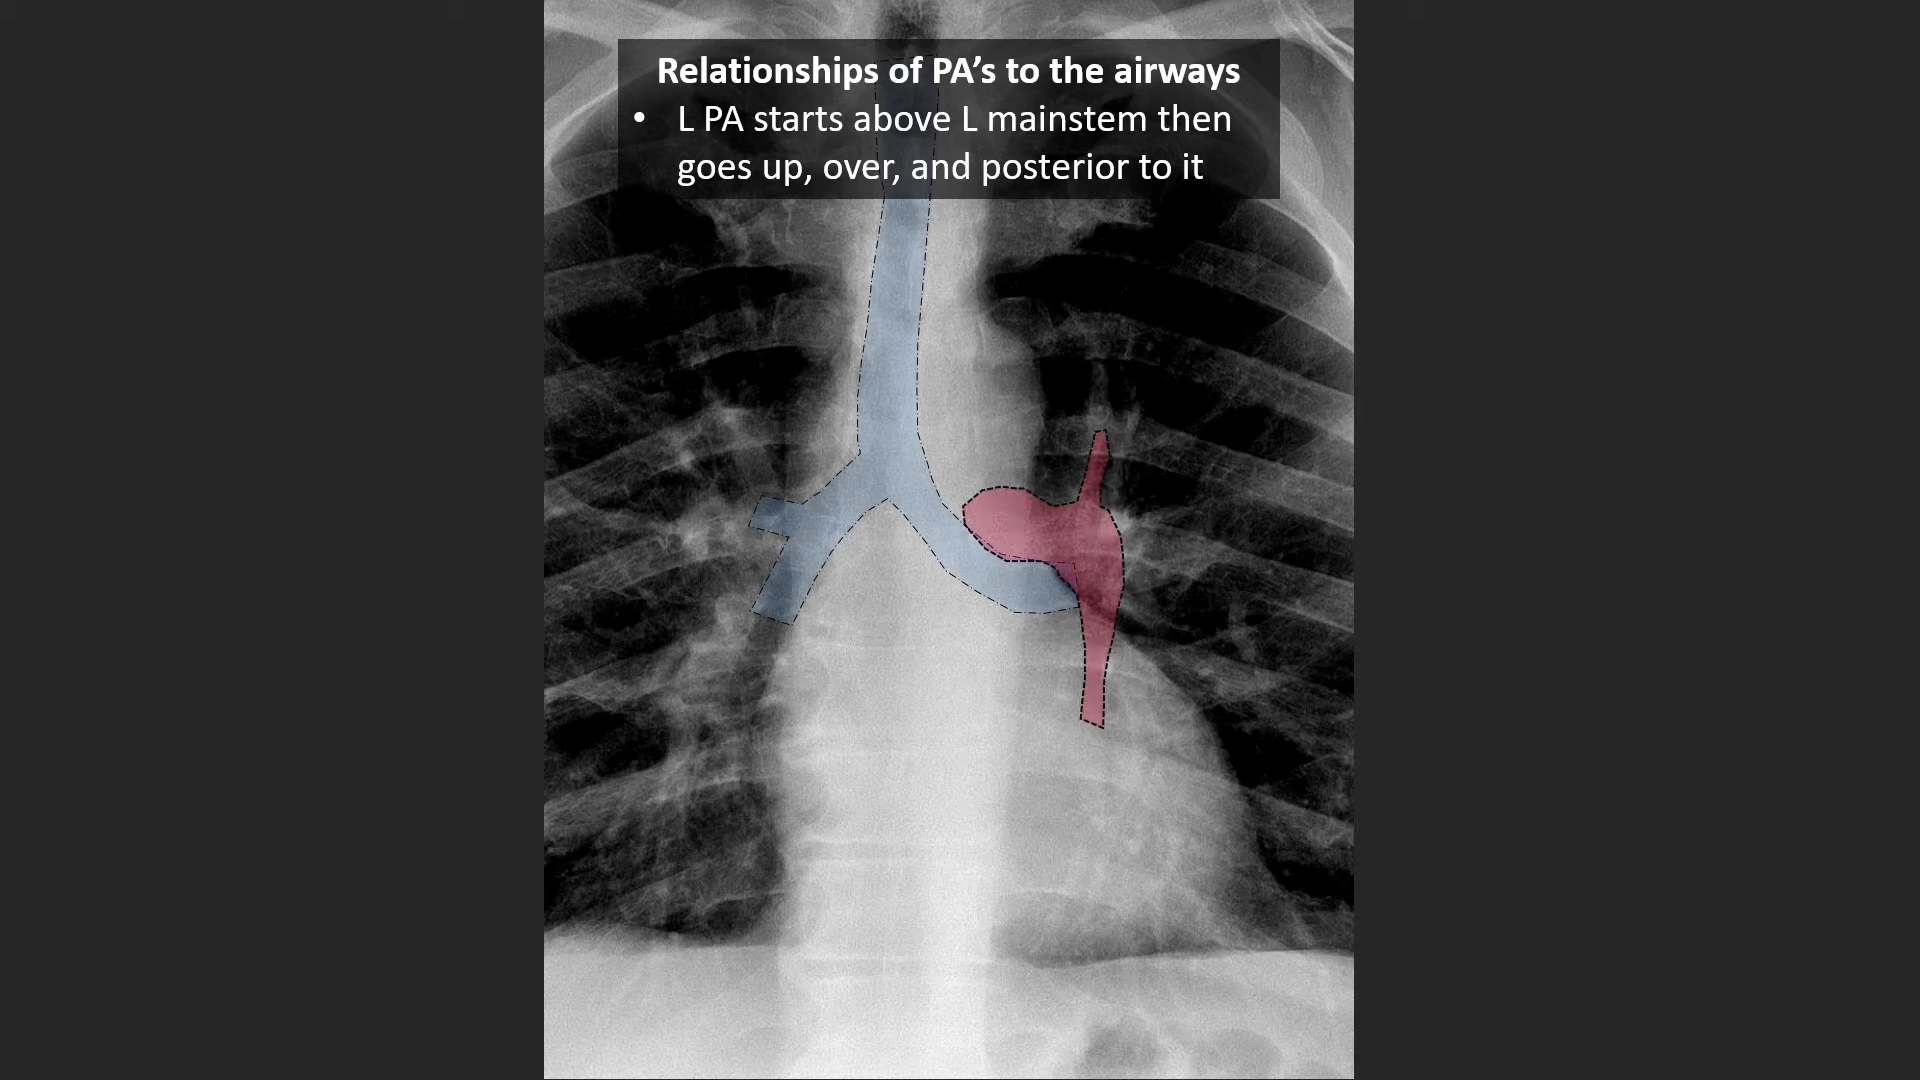 Relationships of PA’s to the airways
• L PA starts above L mainstem then
goes up, over, and posterior to it